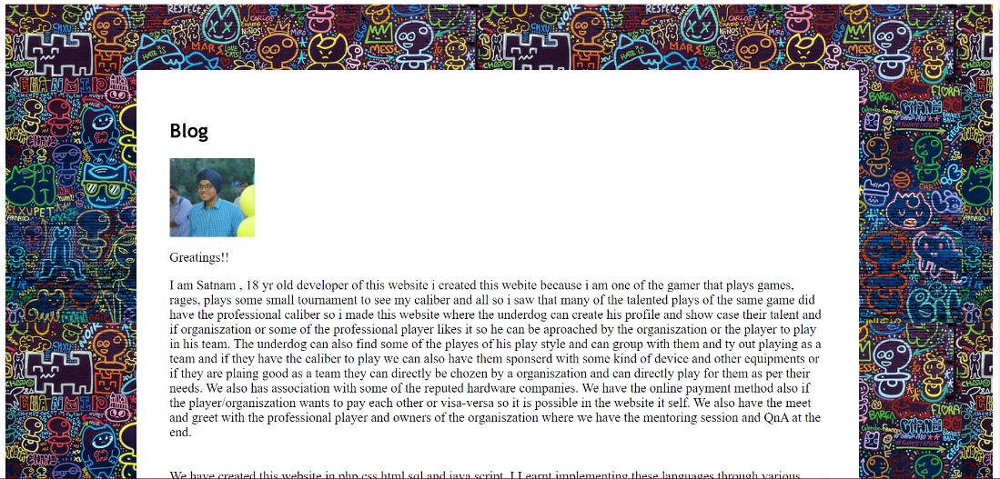 Blog
Greatings!!
I am Satnam , 18 yr old developer of this website i created this webite because i am one of the gamer that plays games,
rages, plays some small tournament to see my caliber and all so i saw that many of the talented plays of the same game did
have the professional caliber so i made this website where the underdog can create his profile and show case their talent and
if organiszation or some of the professional player likes it so he can be aproached by the organiszation or the player to play
in his team. The underdog can also find some of the playes of his play style and can group with them and ty out playing as a
team and if they have the caliber to play we can also have them sponserd with some kind of device and other equipments or
if they are plaing good as a team they can directly be chozen by a organiszation and can directly play for them as per their
needs. We also has association with some of the reputed hardware companies. We have the online payment method also if
the player/organiszation wants to pay each other or visa-versa so it is possible in the website it self. We also have the meet
and greet with the professional player and owners of the organiszation where we have the mentoring session and QnA at the
end.
We have created this website in php css html sql and java script. I Learnt implementing these languages through various